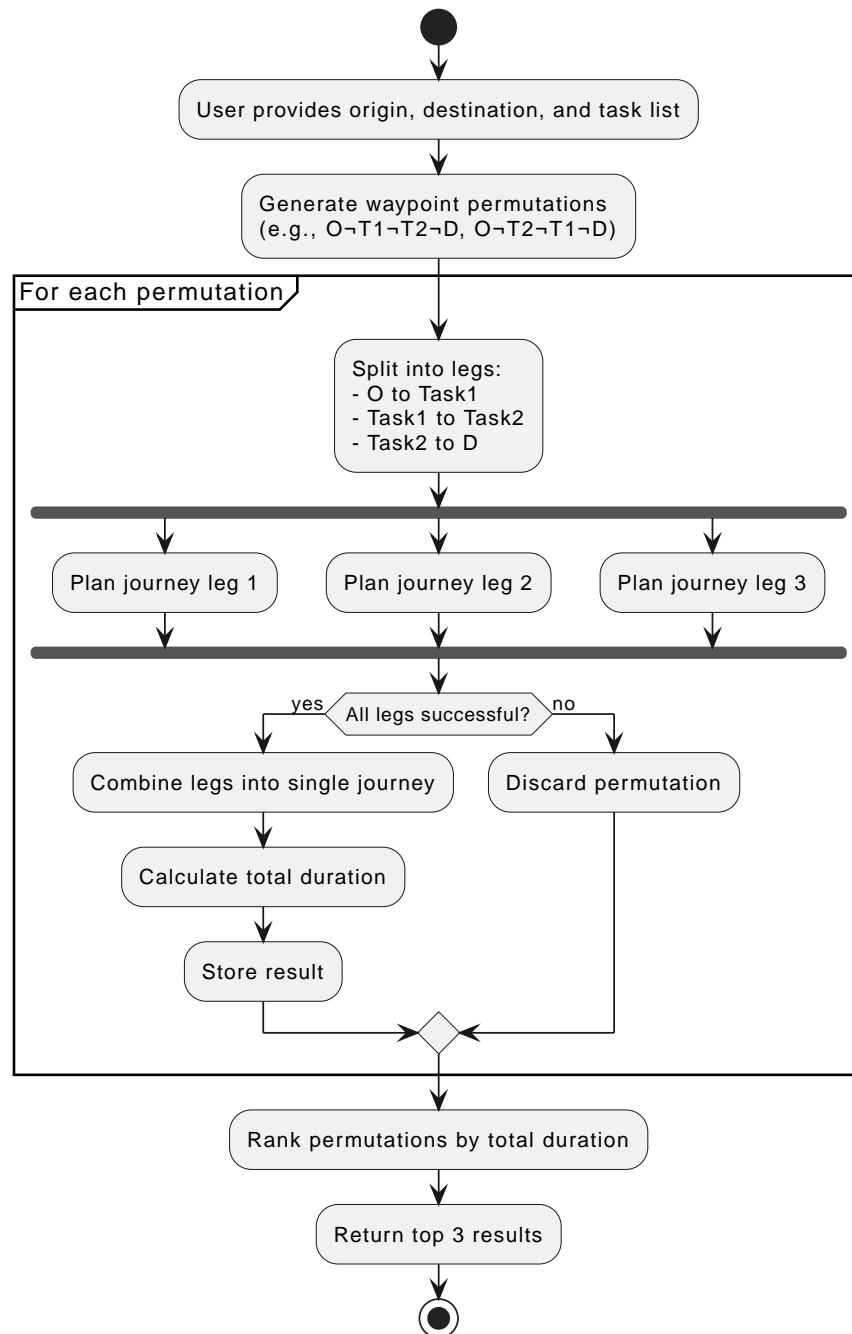 User provides origin, destination, and task list
Generate waypoint permutations
(e.g., O¬T1¬T2¬D, O¬T2¬T1¬D)
For each permutation
Split into legs:
- O to Task1
- Task1 to Task2
- Task2 to D
Plan journey leg 1
Plan journey leg 2
Plan journey leg 3
All legs successful?
yes
no
Combine legs into single journey
Discard permutation
Calculate total duration
Store result
Rank permutations by total duration
Return top 3 results